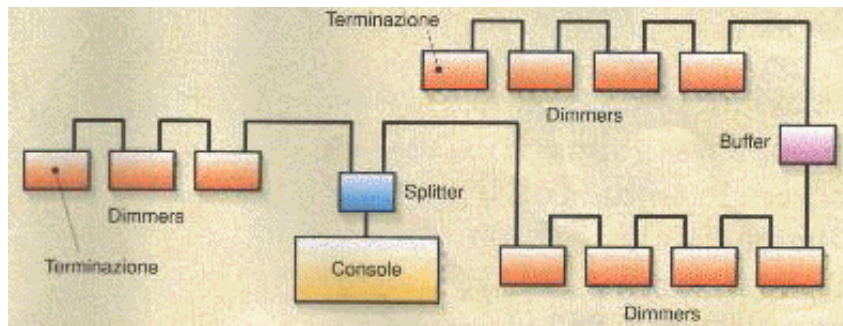 Terminazione
Dimmers
Buffer
Splitter
Dimmers
Terminazione
Console
Dimmers